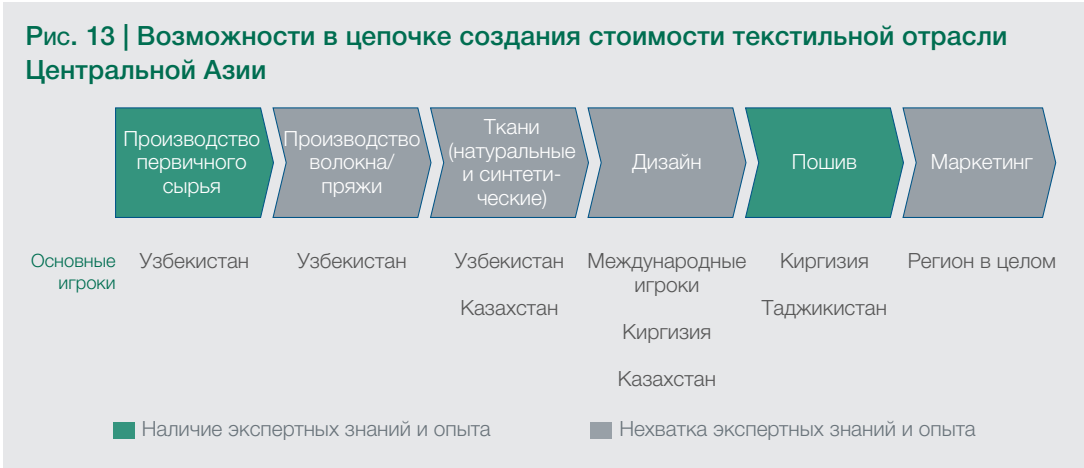 Рис. 13 | Возможности в цепочке создания стоимости текстильной отрасли
Центральной Азии
Производство
первичного
сырья
Производство
волокна/
пряжи
Ткани
(натуральные
и синтети-
ческие)
Дизайн
Пошив
Маркетинг
Основные
игроки
Узбекистан
Узбекистан
Узбекистан
Казахстан
Международные
игроки
Киргизия
Казахстан
Киргизия
Таджикистан
Регион в целом
Наличие экспертных знаний и опыта
Нехватка экспертных знаний и опыта